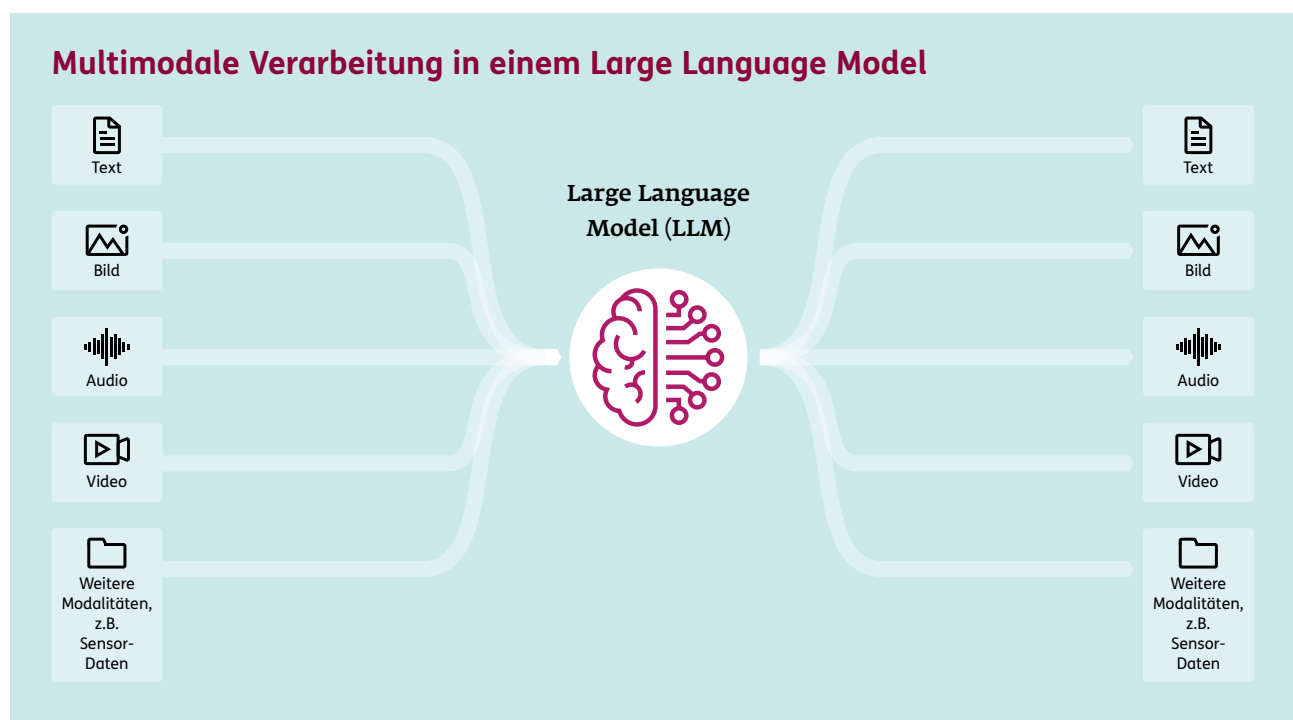 Multimodale Verarbeitung in einem Large Language Model
Text
Bild
Audio
Video
Weitere
Modalitäten,
z.B.
Sensor-
Daten
Large Language
Model (LLM)
Text
Bild
Audio
Video
Weitere
Modalitäten,
z.B.
Sensor-
Daten